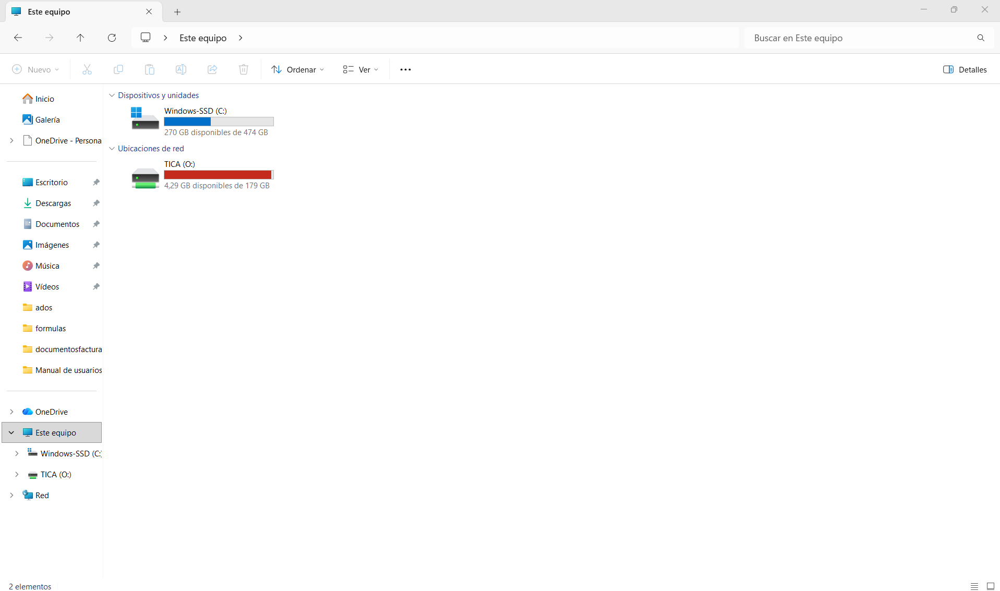 Este equipo
Este equipo
Buscar en Este equipo
Nuevo
Ordenar
Ver
Detalles
Inicio
Galería
OneDrive - Persona
Escritorio
Descargas
Documentos
Imágenes
Música
Vídeos
ados
formulas
documentosfactura
Manual de usuarios
OneDrive
Este equipo
Windows-SSD (C:)
TICA (O:)
Red
Dispositivos y unidades
Windows-SSD (C:)
270 GB disponibles de 474 GB
Ubicaciones de red
TICA (O:)
4,29 GB disponibles de 179 GB
2 elementos